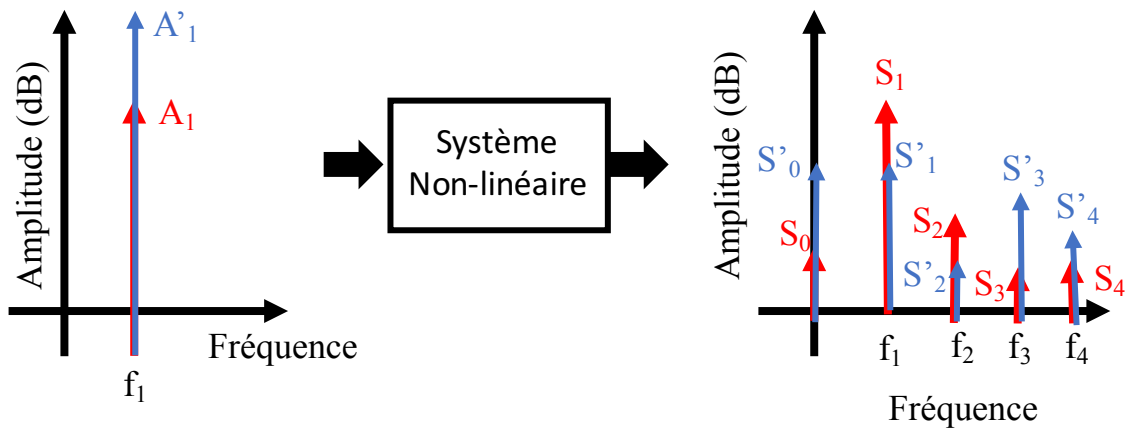 Amplitude (dB)
A’1
A1
Fréquence
f1
Système
Non-linéaire
Amplitude (dB)
S1
S’0
S’1
S’3
S’4
S0
S2
S’2
S3
S4
f1
f2
f3
f4
Fréquence